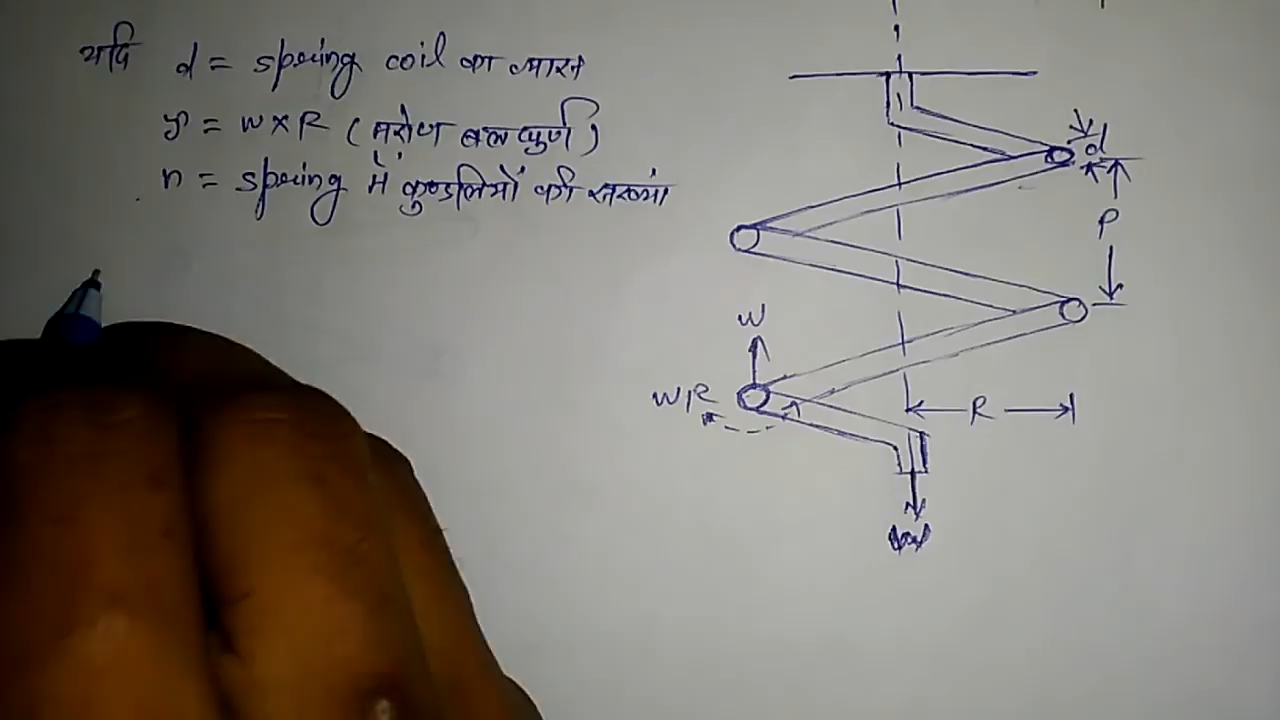 यदि d = spring coil का व्यास
T = W×R (मरोण बल घुर्ण)
n = spring में कुण्डलियों की संख्यां
d
P
W
WR
R
W